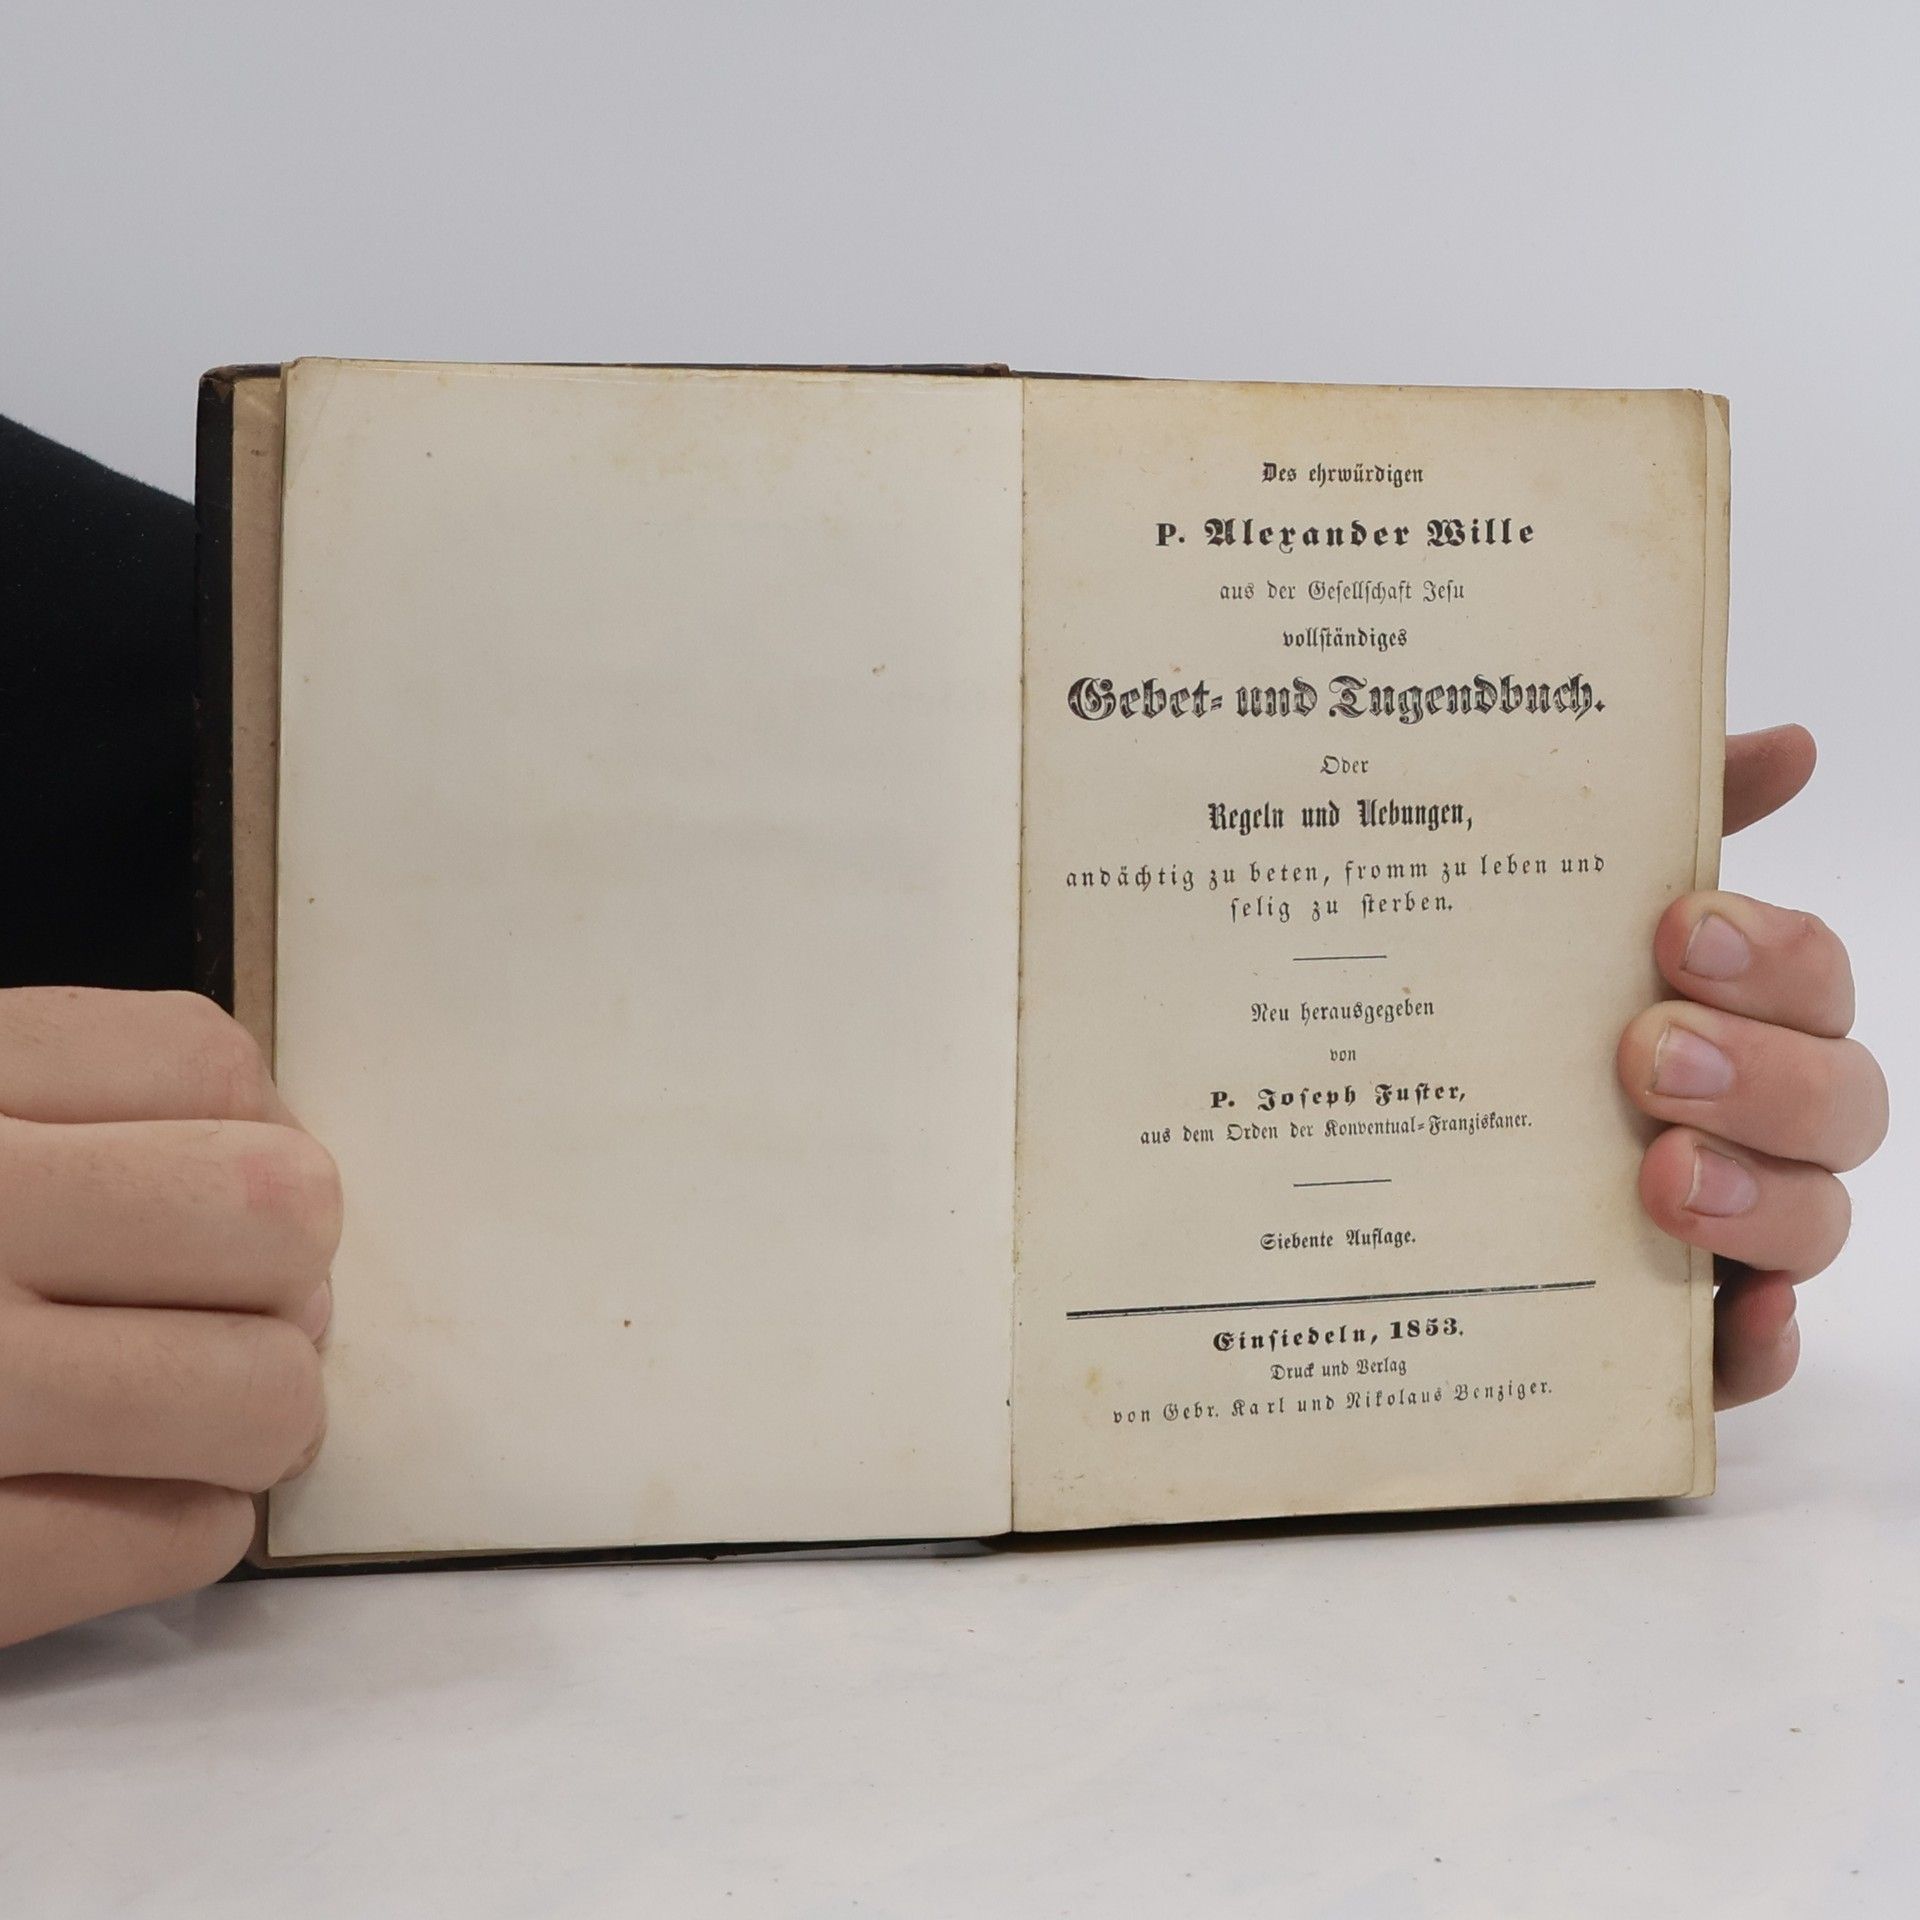 Des ehrwürdigen
P. Alexander Wille
aus der Geſellſchaft Jeſu
vollſtändiges
Gebet- und Tugendbuch.
Oder
Regeln und Uebungen,
andächtig zu beten, fromm zu leben und
ſelig zu ſterben.
Neu herausgegeben
von
P. Joſeph Fuſter,
aus dem Orden der Konventual-Franziskaner.
Siebente Auflage.
Einſiedeln, 1853.
Druck und Verlag
von Gebr. Karl und Nikolaus Benziger.